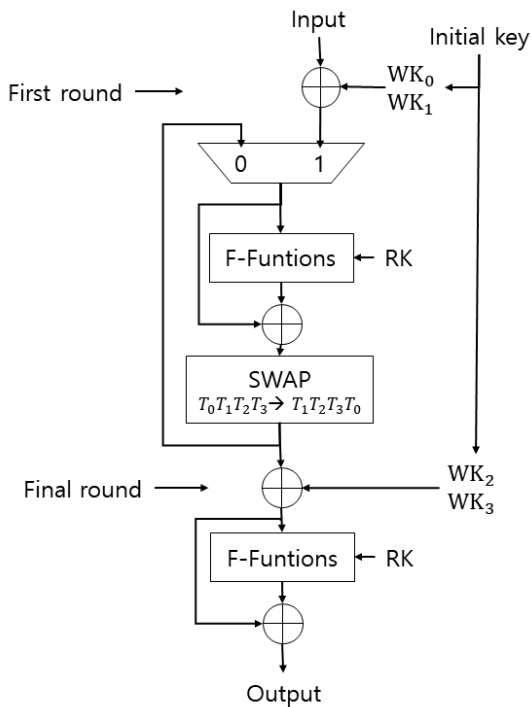 Input
Initial key
First round
WK₀
WK₁
0 1
F-Funtions
RK
SWAP
T₀T₁T₂T₃→ T₁T₂T₃T₀
Final round
WK₂
WK₃
F-Funtions
RK
Output